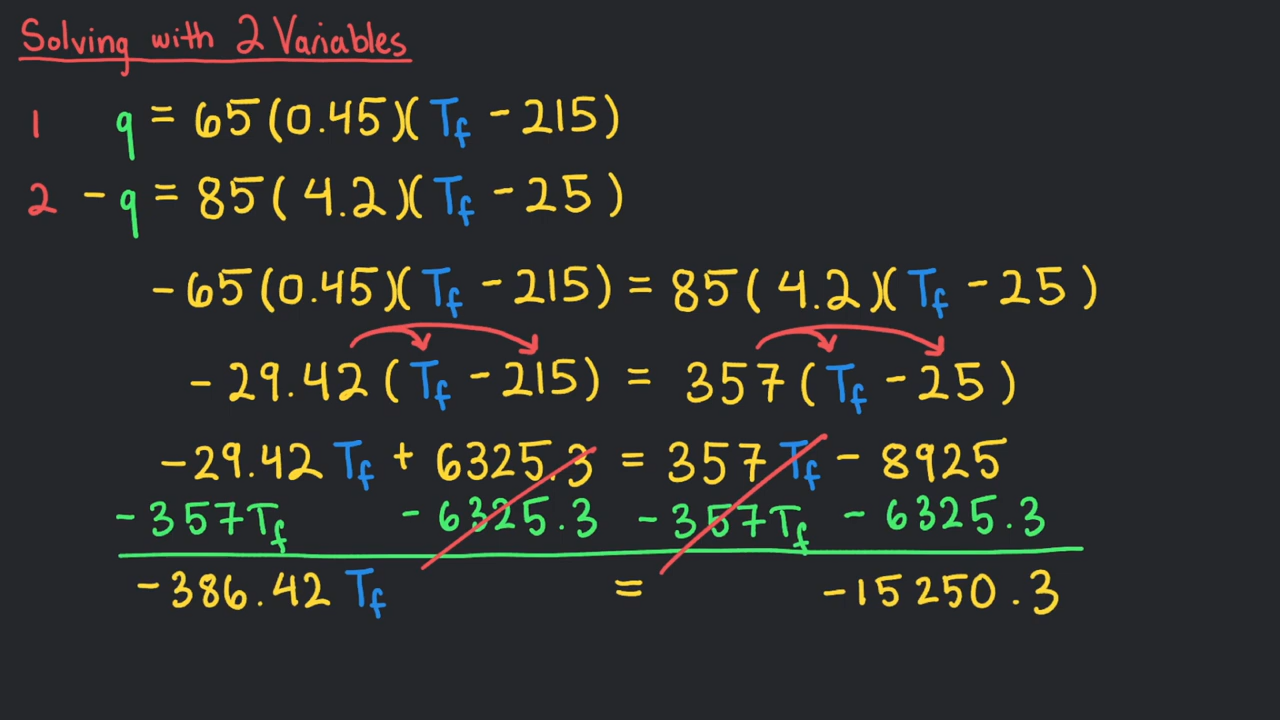 Solving with 2 Variables
1 q = 65(0.45)(Tf - 215)
2 - q = 85(4.2)(Tf - 25)
-65(0.45)(Tf - 215) = 85(4.2)(Tf - 25)
-29.42(Tf - 215) = 357(Tf - 25)
-29.42 Tf + 6325.3 = 357 Tf - 8925
-357Tf - 6325.3 -357Tf - 6325.3
-386.42 Tf = -15250.3